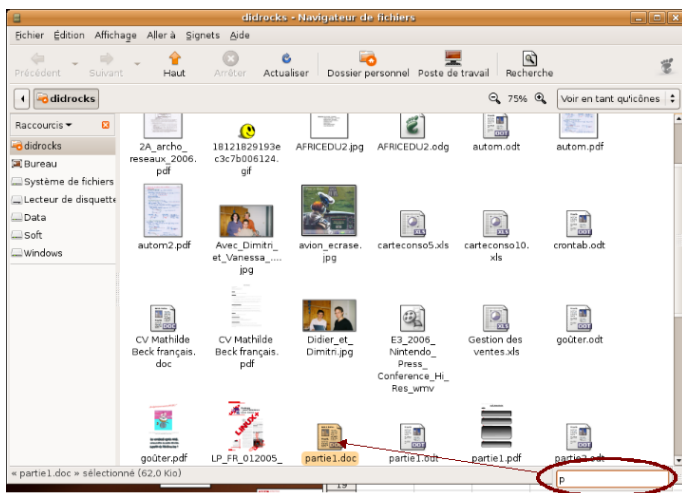 didrocks - Navigateur de fichiers
Fichier Édition Affichage Aller à Signets Aide
Précédent Suivant Haut Arrêter Actualiser Dossier personnel Poste de travail Recherche
didrocks 75% Voir en tant qu'icônes
Raccourcis
didrocks
Bureau
Système de fichiers
Lecteur de disquette
Data
Soft
Windows
2A_archo_
reseaux_2006.
pdf
18121829193e
c3c7b006124.
gif
AFRICEDU2.jpg
AFRICEDU2.odg
autom.odt
autom.pdf
autom2.pdf
Avec_Dimitri_
et_Vanessa_....
jpg
avion_ecrase.
jpg
carteconso5.xls
carteconso10.
xls
crontab.odt
CV Mathilde
Beck français.
doc
CV Mathilde
Beck français.
pdf
Didier_et_
Dimitri.jpg
E3_2006_
Nintendo_
Press_
Conference_Hi_
Res_wmv
Gestion des
ventes.xls
goûter.odt
goûter.pdf
LP_FR_012005_
partie1.doc
partie1.odt
partie1.pdf
partie2.odt
« partie1.doc » sélectionné (62,0 Kio)
p
19